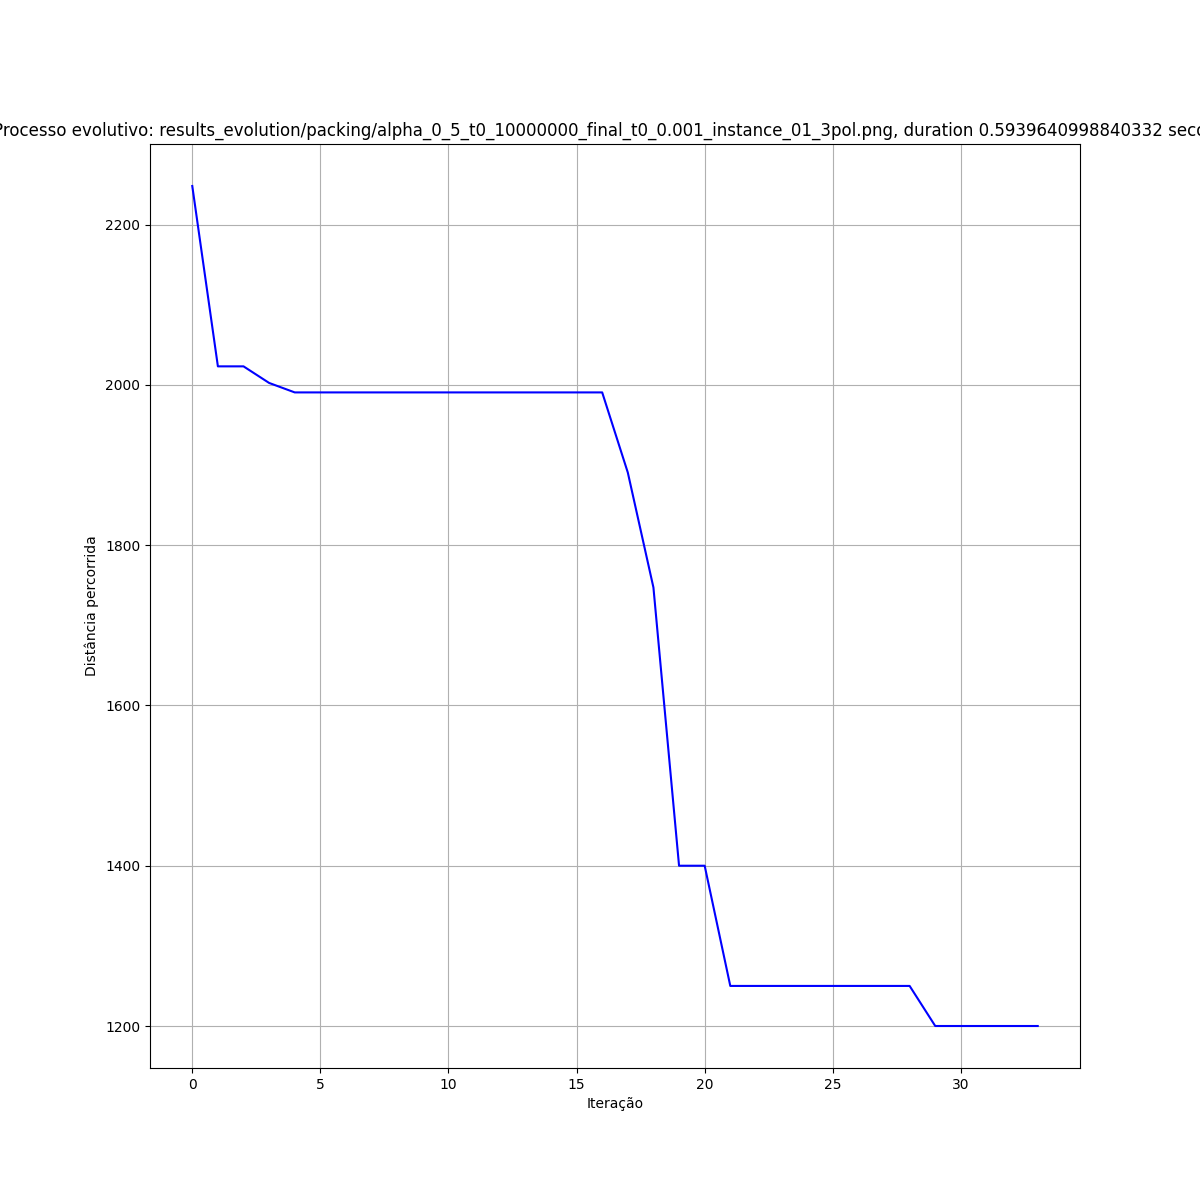 Processo evolutivo: results_evolution/packing/alpha_0_5_t0_10000000_final_t0_0.001_instance_01_3pol.png, duration 0.5939640998840332 seco
2200
2000
1800
1600
1400
1200
Distância percorrida
0 5 10 15 20 25 30
Iteração